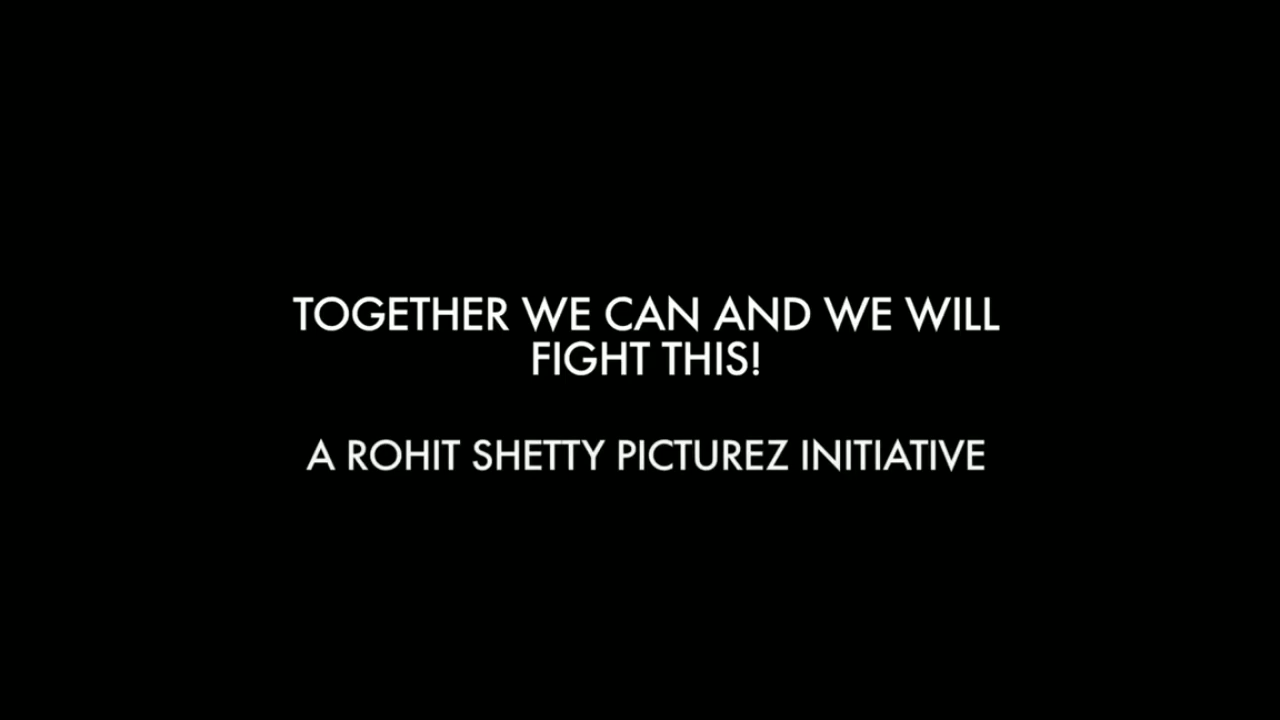 TOGETHER WE CAN AND WE WILL
FIGHT THIS!
A ROHIT SHETTY PICTUREZ INITIATIVE